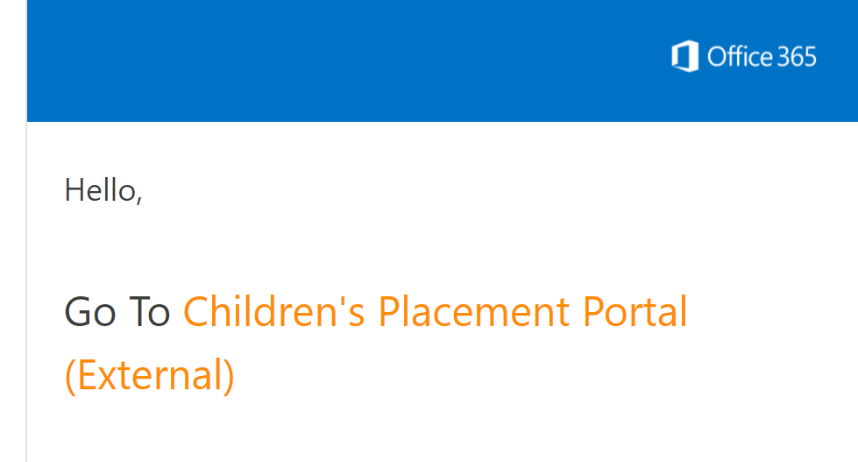 Office 365
Hello,
Go To Children's Placement Portal
(External)